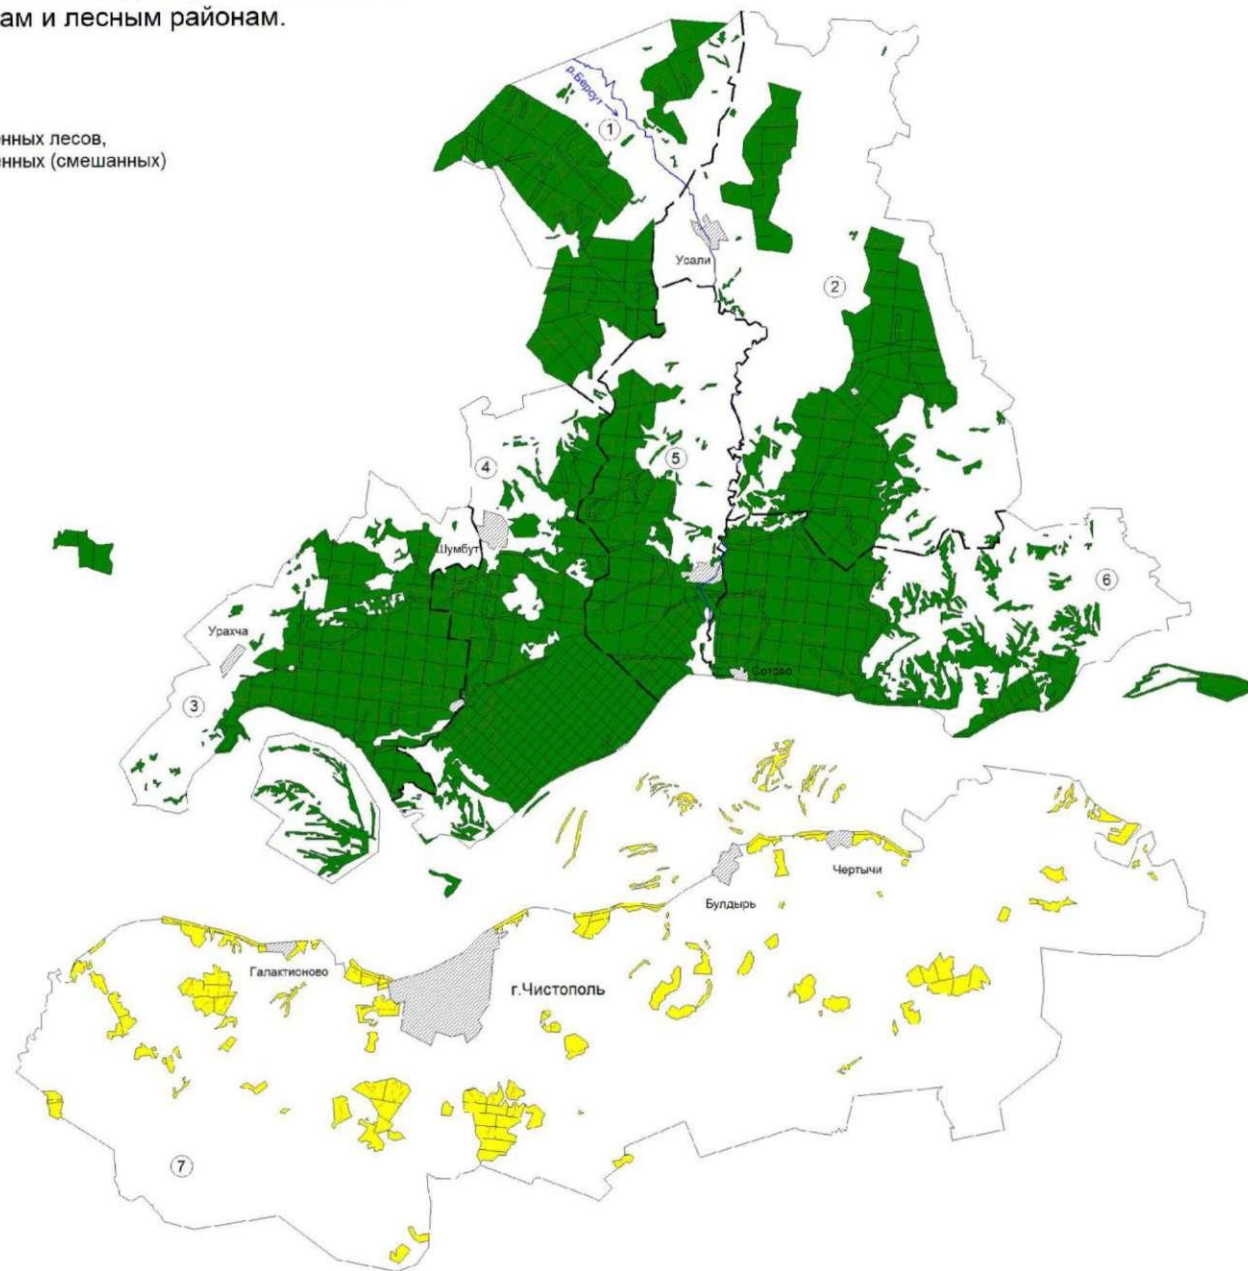 ам и лесным районам.
енных лесов,
енных (смешанных)
р.Берсут
1
Усали
2
4
5
Шумбут
6
Урахча
3
Сотово
Чертычи
Булдырь
Галактионово
г.Чистополь
7